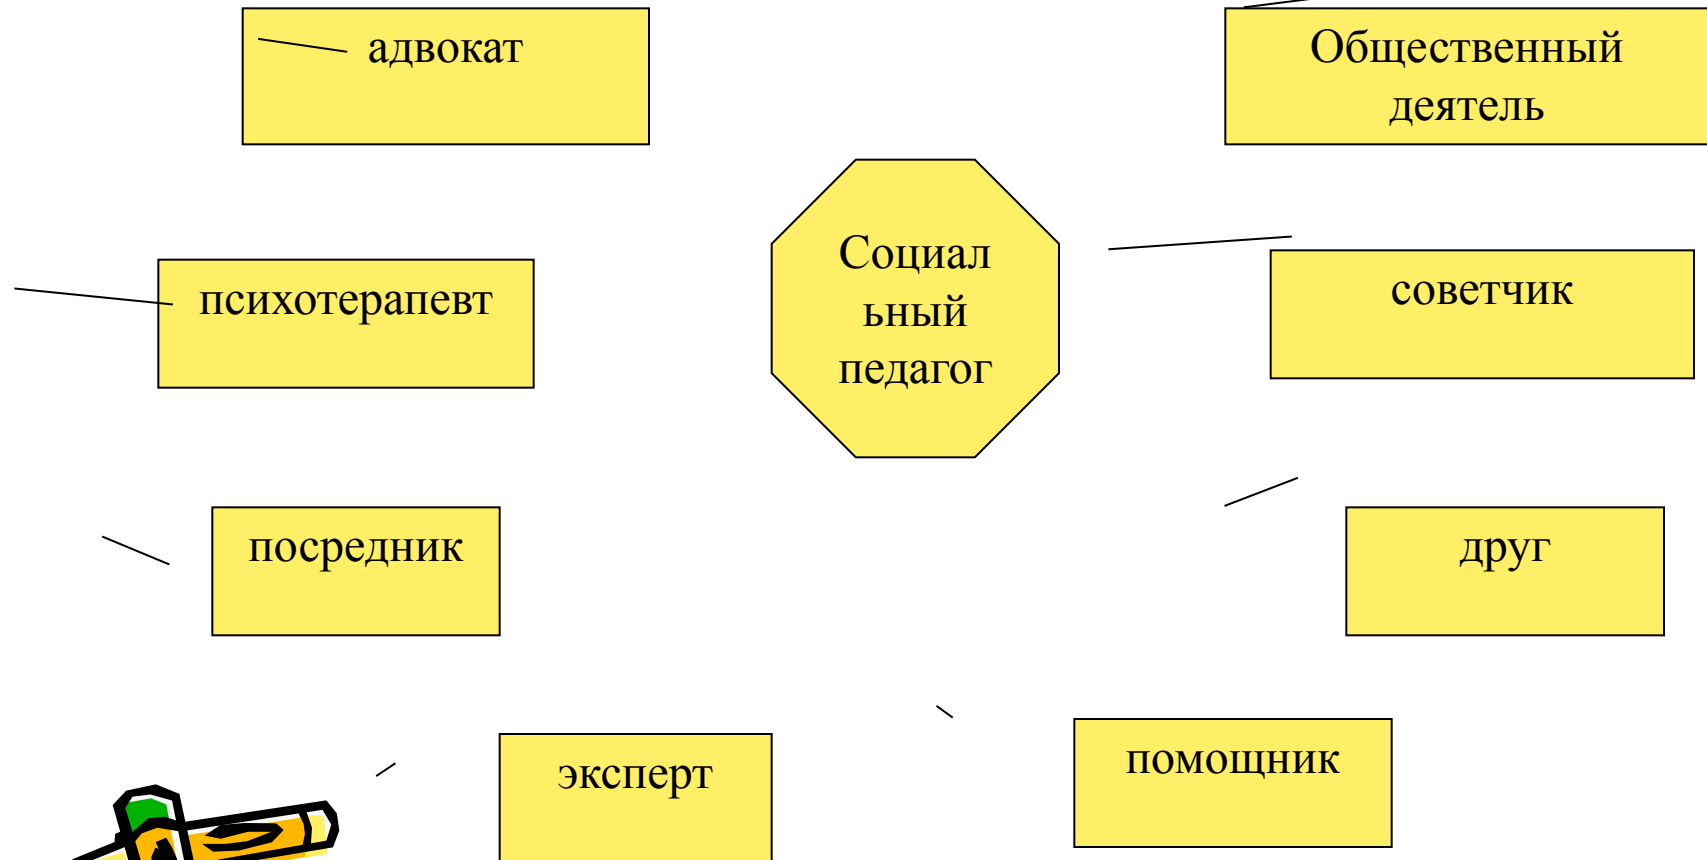 адвокат
Общественный
деятель
Социал
ьный
педагог
психотерапевт
советчик
посредник
друг
эксперт
помощник